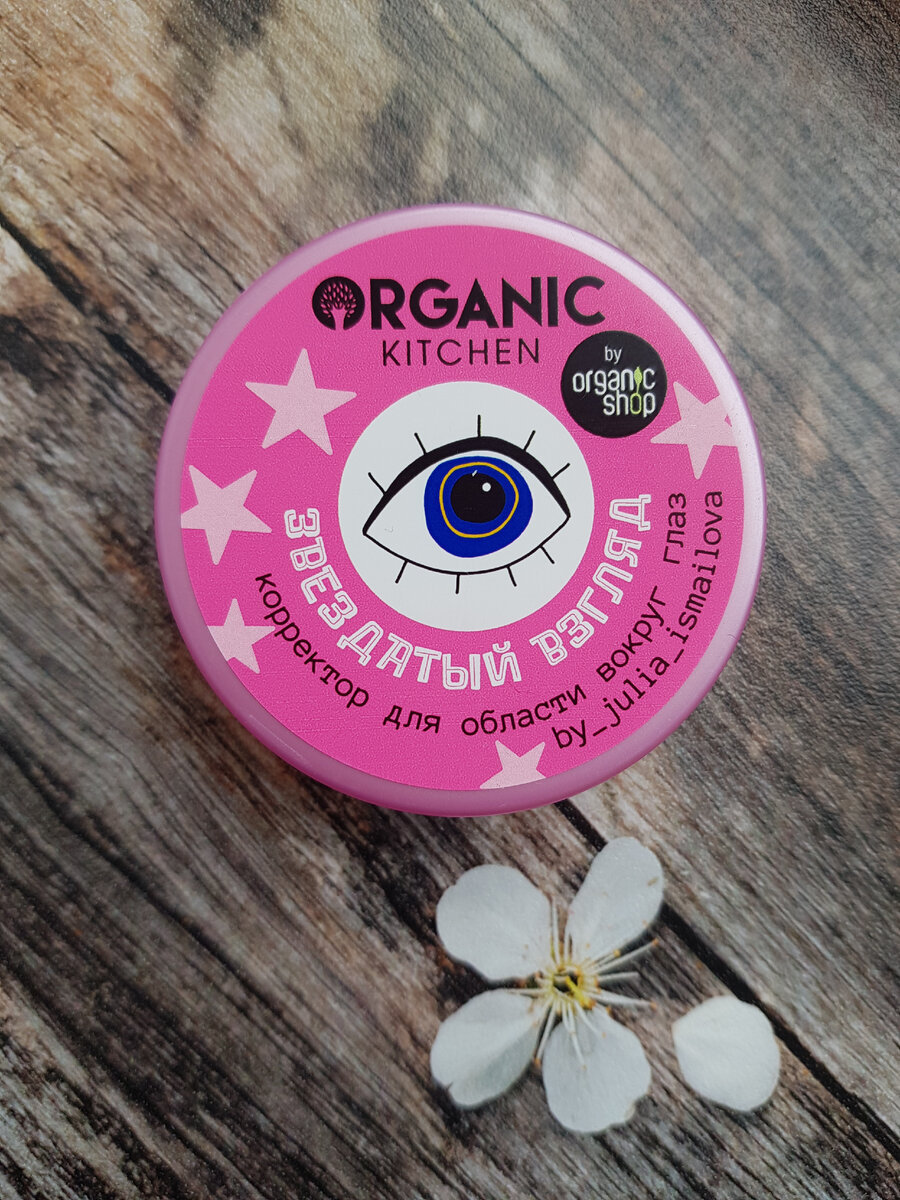 ORGANIC
KITCHEN
by
organic
shop
ЗВЕЗДАТЫЙ ВЗГЛЯД
корректор для области вокруг глаз
by_julia_ismailova